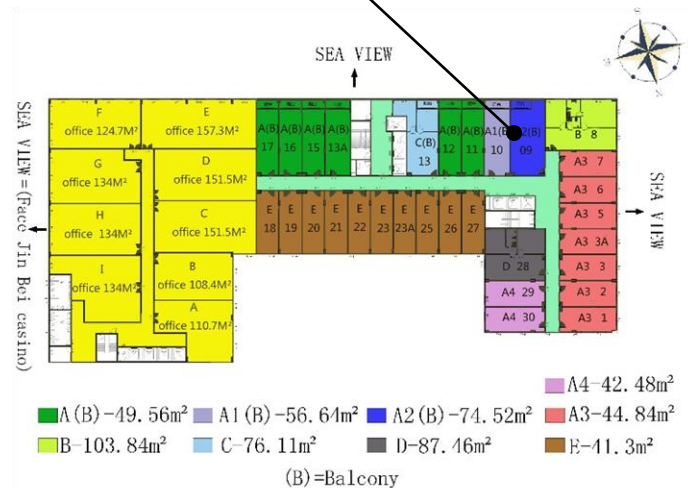 SEA VIEW
SEA VIEW=(Face Jin Bei casino)
SEA VIEW
F
office 124.7M²
E
office 157.3M²
G
office 134M²
D
office 151.5M²
H
office 134M²
C
office 151.5M²
I
office 134M²
B
office 108.4M²
A
office 110.7M²
A(B)
17
A(B)
16
A(B)
15
A(B)
13A
C(B)
13
A(B)
12
A(B)
11
A1(B)
10
2(B)
09
B 8
A3 7
A3 6
A3 5
A3 3A
A3 3
A3 2
A3 1
E
18
E
19
E
20
E
21
E
22
E
23
E
23A
E
25
E
26
E
27
D 28
A4 29
A4 30
A4-42.48m²
A(B)-49.56m² A1(B)-56.64m² A2(B)-74.52m² A3-44.84m²
B-103.84m² C-76.11m² D-87.46m² E-41.3m²
(B)=Balcony